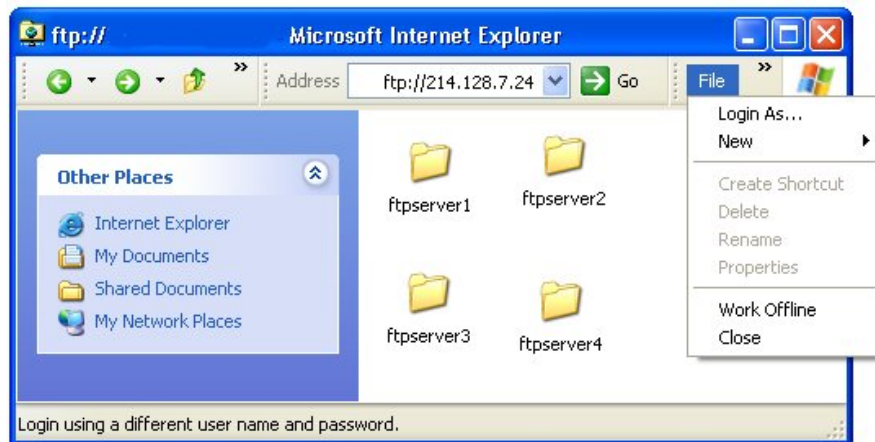 ftp:// Microsoft Internet Explorer
Address ftp://214.128.7.24 Go File
Login As...
New
Create Shortcut
Delete
Rename
Properties
Work Offline
Close
Other Places
Internet Explorer
My Documents
Shared Documents
My Network Places
ftpserver1
ftpserver2
ftpserver3
ftpserver4
Login using a different user name and password.